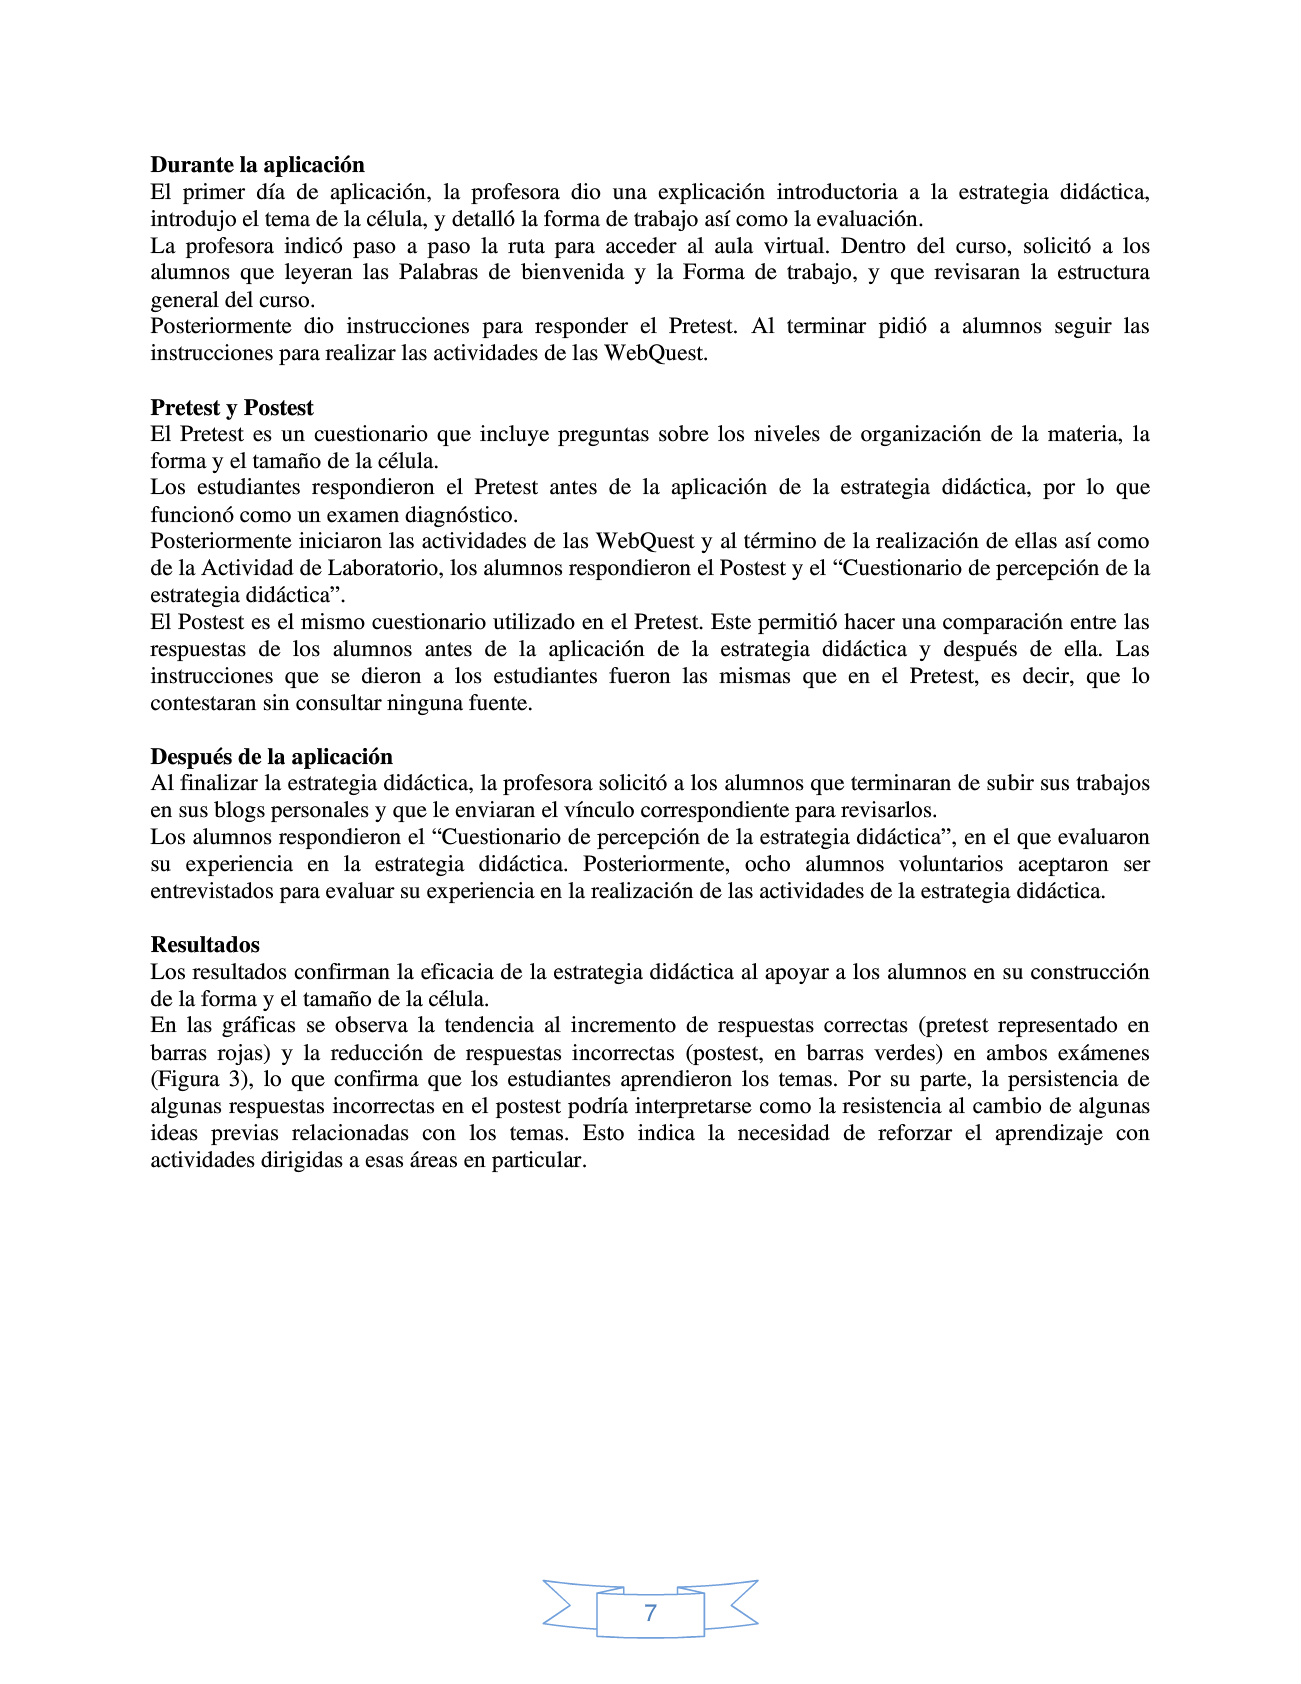 Durante la aplicación
El primer día de aplicación, la profesora dio una explicación introductoria a la estrategia didáctica,
introdujo el tema de la célula, y detalló la forma de trabajo así como la evaluación.
La profesora indicó paso a paso la ruta para acceder al aula virtual. Dentro del curso, solicitó a los
alumnos que leyeran las Palabras de bienvenida y la Forma de trabajo, y que revisaran la estructura
general del curso.
Posteriormente dio instrucciones para responder el Pretest. Al terminar pidió a alumnos seguir las
instrucciones para realizar las actividades de las WebQuest.
Pretest y Postest
El Pretest es un cuestionario que incluye preguntas sobre los niveles de organización de la materia, la
forma y el tamaño de la célula.
Los estudiantes respondieron el Pretest antes de la aplicación de la estrategia didáctica, por lo que
funcionó como un examen diagnóstico.
Posteriormente iniciaron las actividades de las WebQuest y al término de la realización de ellas así como
de la Actividad de Laboratorio, los alumnos respondieron el Postest y el “Cuestionario de percepción de la
estrategia didáctica”.
El Postest es el mismo cuestionario utilizado en el Pretest. Este permitió hacer una comparación entre las
respuestas de los alumnos antes de la aplicación de la estrategia didáctica y después de ella. Las
instrucciones que se dieron a los estudiantes fueron las mismas que en el Pretest, es decir, que lo
contestaran sin consultar ninguna fuente.
Después de la aplicación
Al finalizar la estrategia didáctica, la profesora solicitó a los alumnos que terminaran de subir sus trabajos
en sus blogs personales y que le enviaran el vínculo correspondiente para revisarlos.
Los alumnos respondieron el “Cuestionario de percepción de la estrategia didáctica”, en el que evaluaron
su experiencia en la estrategia didáctica. Posteriormente, ocho alumnos voluntarios aceptaron ser
entrevistados para evaluar su experiencia en la realización de las actividades de la estrategia didáctica.
Resultados
Los resultados confirman la eficacia de la estrategia didáctica al apoyar a los alumnos en su construcción
de la forma y el tamaño de la célula.
En las gráficas se observa la tendencia al incremento de respuestas correctas (pretest representado en
barras rojas) y la reducción de respuestas incorrectas (postest, en barras verdes) en ambos exámenes
(Figura 3), lo que confirma que los estudiantes aprendieron los temas. Por su parte, la persistencia de
algunas respuestas incorrectas en el postest podría interpretarse como la resistencia al cambio de algunas
ideas previas relacionadas con los temas. Esto indica la necesidad de reforzar el aprendizaje con
actividades dirigidas a esas áreas en particular.
7